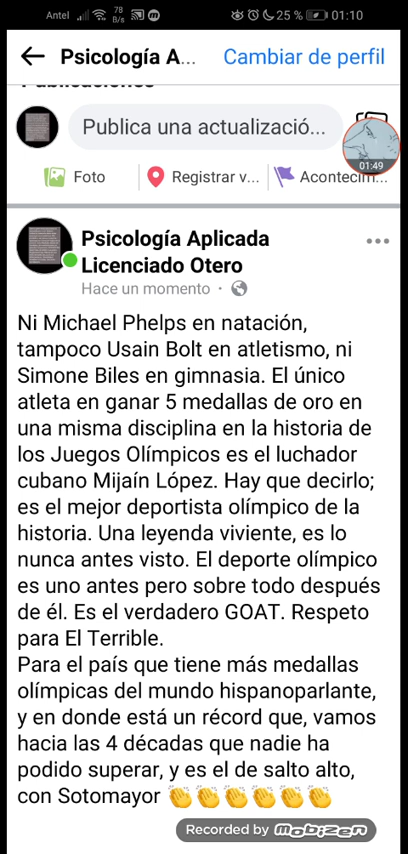 Antel 78 B/s 25 % 01:10
Psicología A... Cambiar de perfil
Publicaciones
Publica una actualizació...
01:49
Foto Registrar v... Acontecim...
Psicología Aplicada
Licenciado Otero
Hace un momento ·
Ni Michael Phelps en natación,
tampoco Usain Bolt en atletismo, ni
Simone Biles en gimnasia. El único
atleta en ganar 5 medallas de oro en
una misma disciplina en la historia de
los Juegos Olímpicos es el luchador
cubano Mijaín López. Hay que decirlo;
es el mejor deportista olímpico de la
historia. Una leyenda viviente, es lo
nunca antes visto. El deporte olímpico
es uno antes pero sobre todo después
de él. Es el verdadero GOAT. Respeto
para El Terrible.
Para el país que tiene más medallas
olímpicas del mundo hispanoparlante,
y en donde está un récord que, vamos
hacia las 4 décadas que nadie ha
podido superar, y es el de salto alto,
con Sotomayor 👏👏👏👏👏👏
Recorded by mobizen